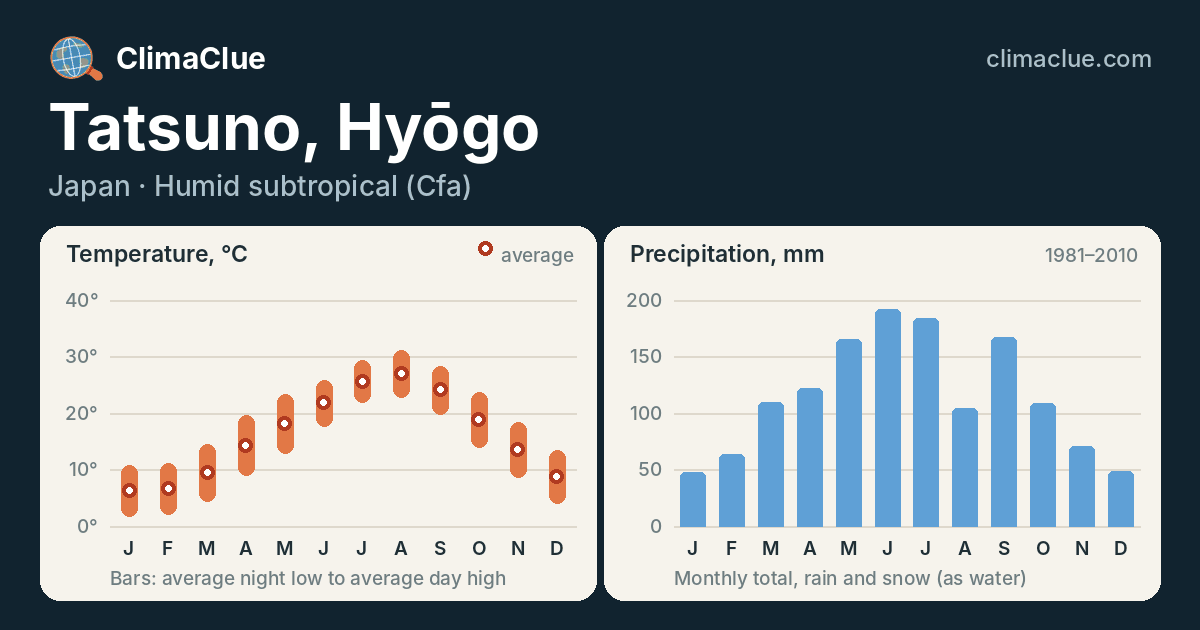 ClimaClue
climaclue.com
Tatsuno, Hyōgo
Japan · Humid subtropical (Cfa)
Temperature, °C
average
40°
30°
20°
10°
0°
J F M A M J J A S O N D
Bars: average night low to average day high
Precipitation, mm
1981–2010
200
150
100
50
0
J F M A M J J A S O N D
Monthly total, rain and snow (as water)